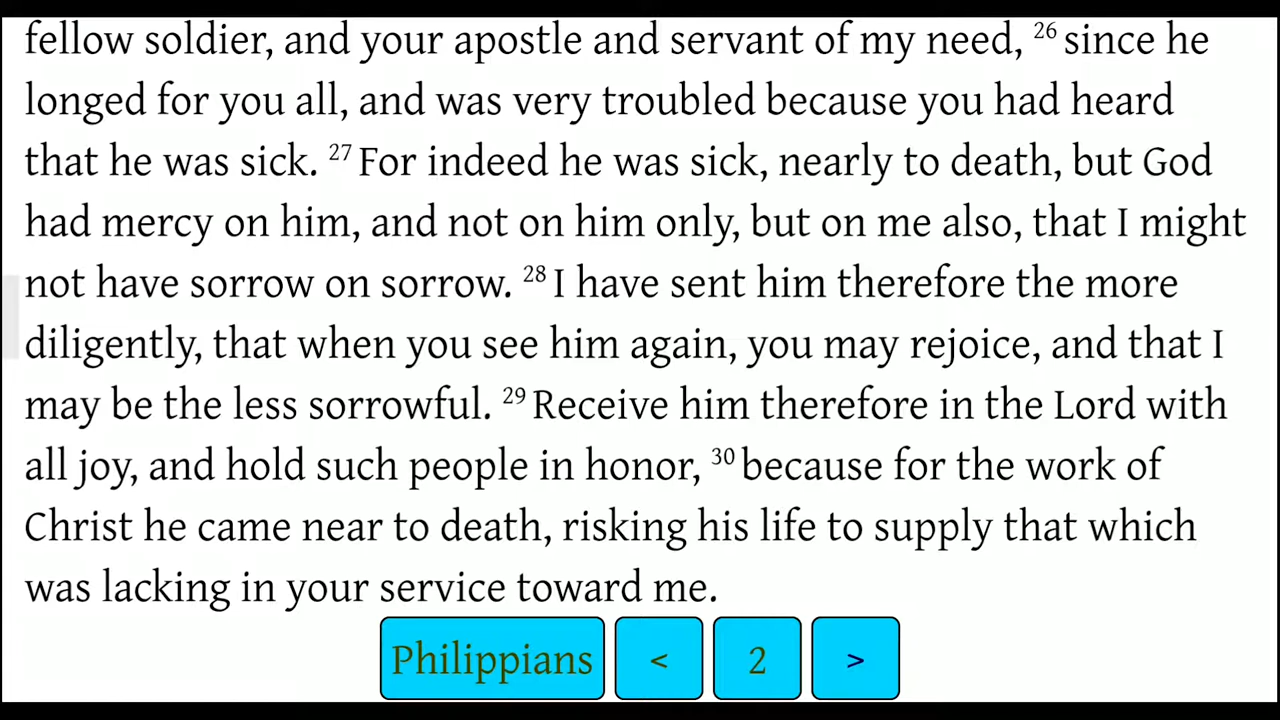 fellow soldier, and your apostle and servant of my need, 26 since he
longed for you all, and was very troubled because you had heard
that he was sick. 27 For indeed he was sick, nearly to death, but God
had mercy on him, and not on him only, but on me also, that I might
not have sorrow on sorrow. 28 I have sent him therefore the more
diligently, that when you see him again, you may rejoice, and that I
may be the less sorrowful. 29 Receive him therefore in the Lord with
all joy, and hold such people in honor, 30 because for the work of
Christ he came near to death, risking his life to supply that which
was lacking in your service toward me.
Philippians < 2 >